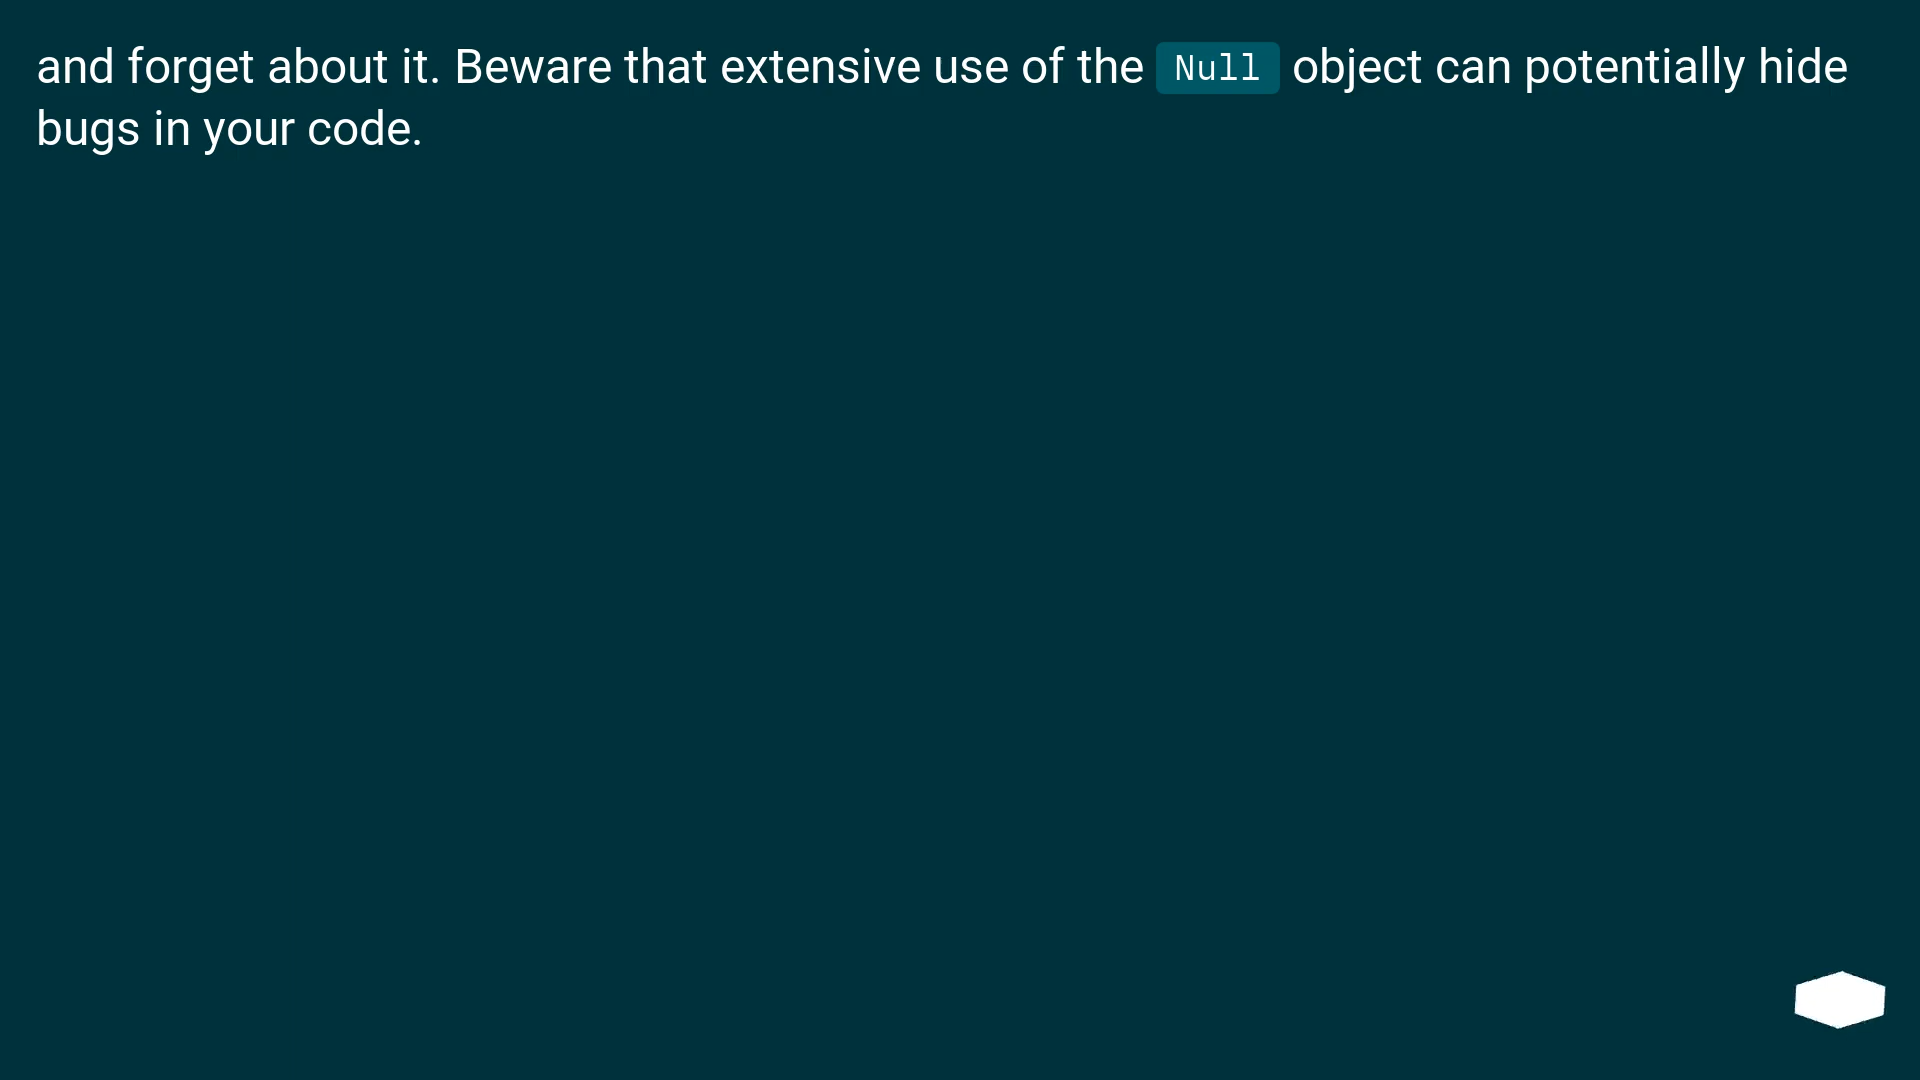 and forget about it. Beware that extensive use of the Null object can potentially hide
bugs in your code.